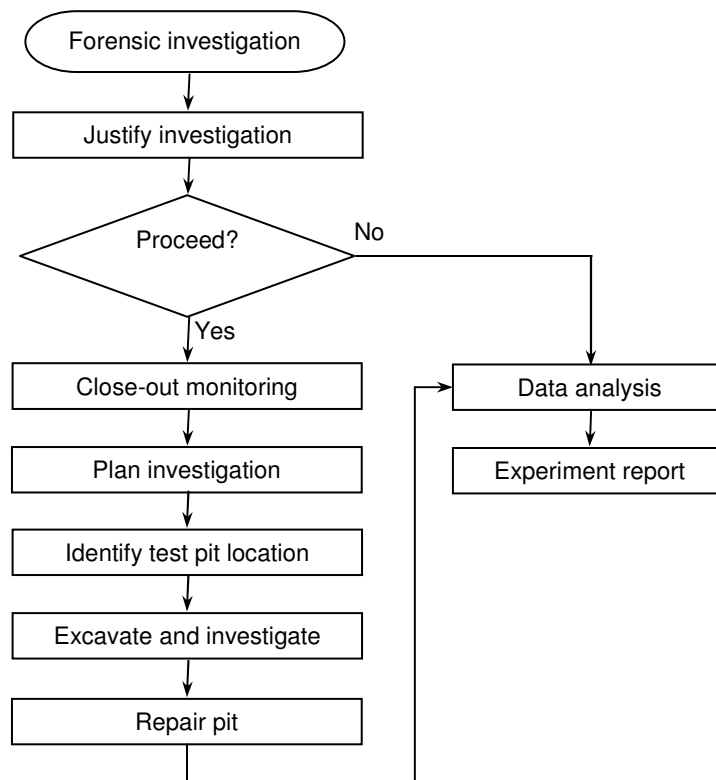 Forensic investigation
Justify investigation
Proceed?
No
Yes
Close-out monitoring
Data analysis
Plan investigation
Experiment report
Identify test pit location
Excavate and investigate
Repair pit